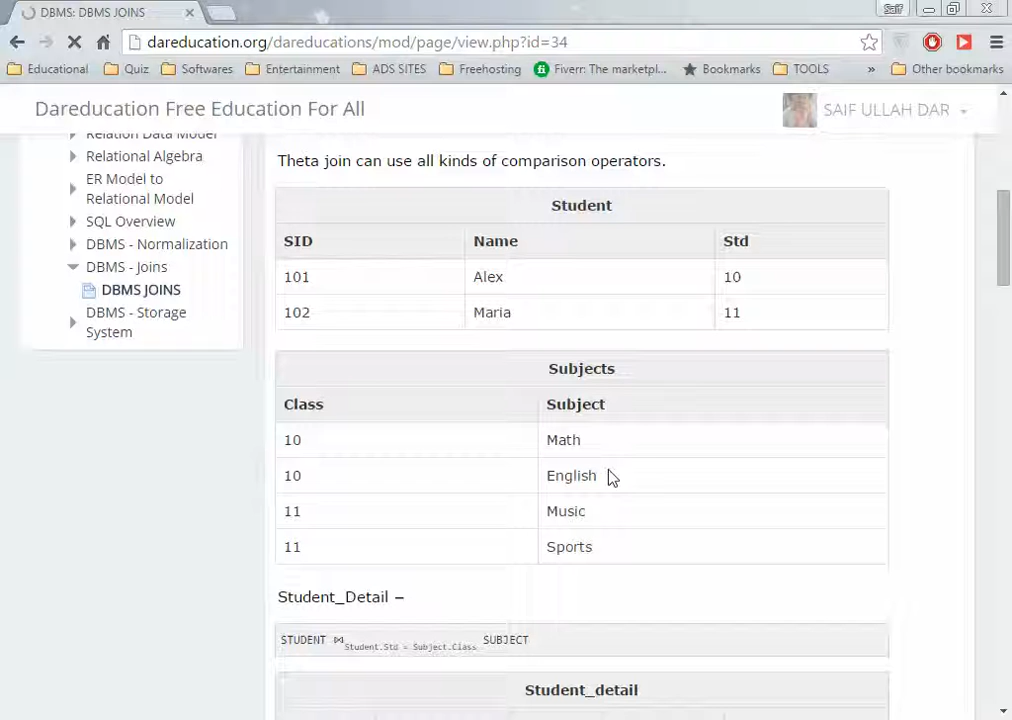 DBMS: DBMS JOINS
Saif
dareducation.org/dareducations/mod/page/view.php?id=34
Educational Quiz Softwares Entertainment ADS SITES Freehosting Fiverr: The marketpl... Bookmarks TOOLS » Other bookmarks
Dareducation Free Education For All
SAIF ULLAH DAR
Relation Data Model
Relational Algebra
ER Model to
Relational Model
SQL Overview
DBMS - Normalization
DBMS - Joins
DBMS JOINS
DBMS - Storage
System
Theta join can use all kinds of comparison operators.
Student
SID Name Std
101 Alex 10
102 Maria 11
Subjects
Class Subject
10 Math
10 English
11 Music
11 Sports
Student_Detail –
STUDENT ⋈Student.Std = Subject.Class SUBJECT
Student_detail